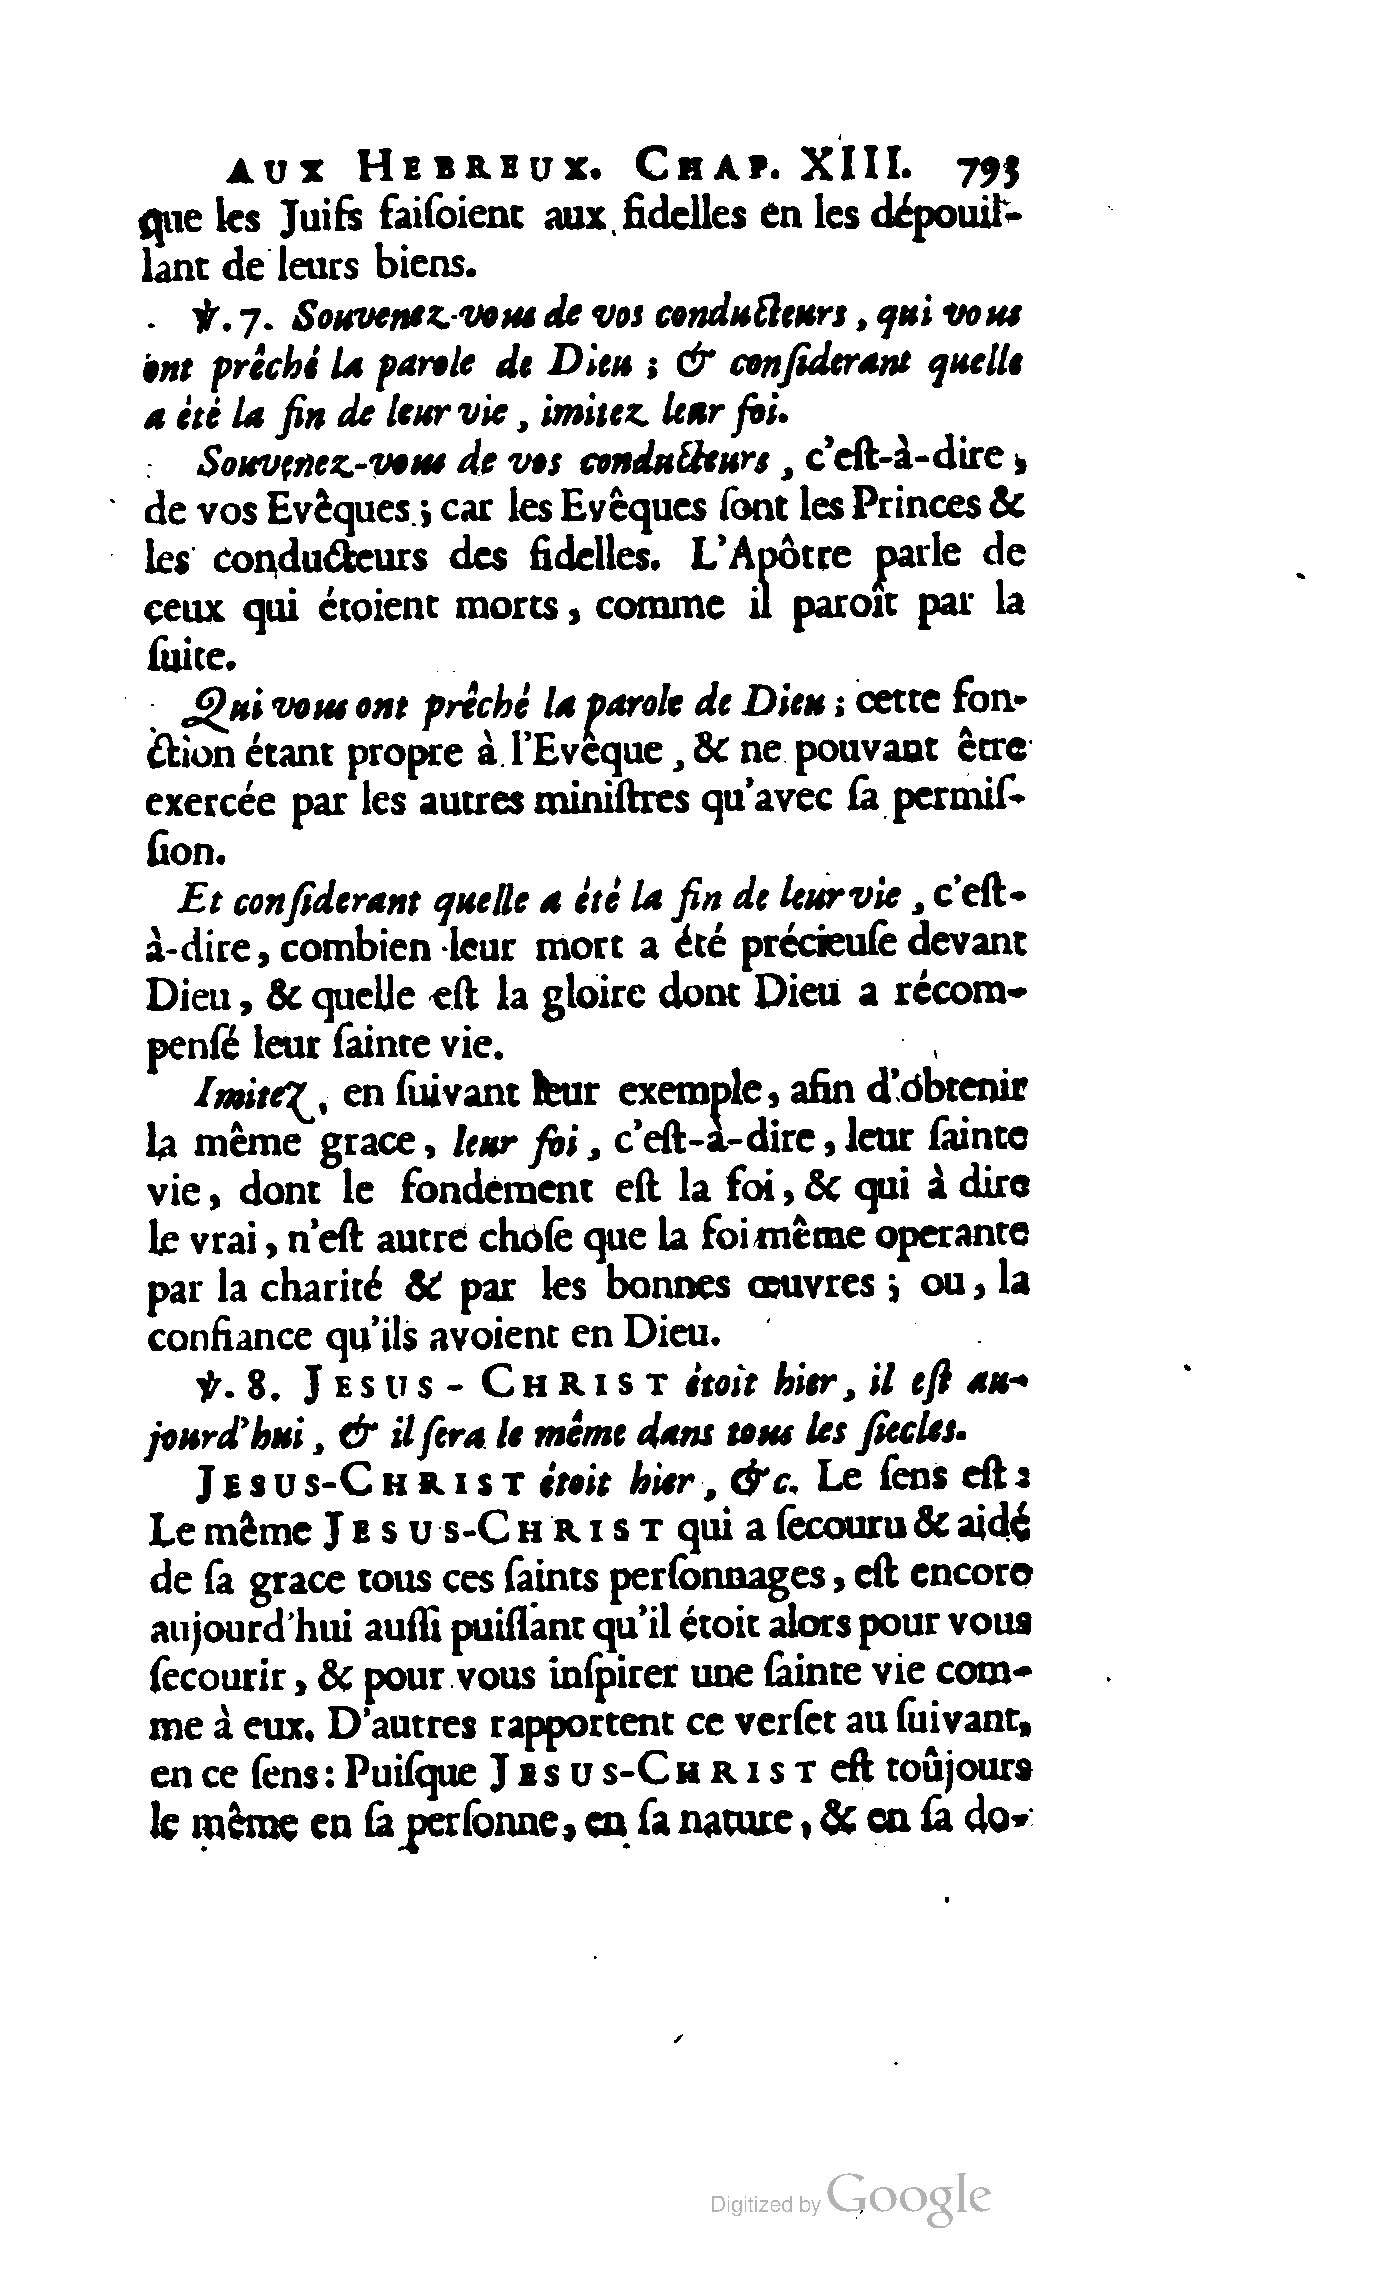 AUX HEBREUX. CHAP. XIII. 793
que les Juifs faiſoient aux fidelles en les dépouil-
lant de leurs biens.
℣. 7. Souvenez-vous de vos conducteurs, qui vous
ont prêché la parole de Dieu ; & conſiderant quelle
a été la fin de leur vie, imitez leur foi.
Souvenez-vous de vos conducteurs, c'eſt-à-dire,
de vos Evêques ; car les Evêques ſont les Princes &
les conducteurs des fidelles. L'Apôtre parle de
ceux qui étoient morts, comme il paroît par la
ſuite.
Qui vous ont prêché la parole de Dieu ; cette fon-
ction étant propre à l'Evêque, & ne pouvant être
exercée par les autres miniſtres qu'avec ſa permiſ-
ſion.
Et conſiderant quelle a été la fin de leur vie, c'eſt-
à-dire, combien leur mort a été précieuſe devant
Dieu, & quelle eſt la gloire dont Dieu a récom-
penſé leur ſainte vie.
Imitez, en ſuivant leur exemple, afin d'obtenir
la même grace, leur foi, c'eſt-à-dire, leur ſainte
vie, dont le fondement eſt la foi, & qui à dire
le vrai, n'eſt autre choſe que la foi même operante
par la charité & par les bonnes œuvres ; ou, la
confiance qu'ils avoient en Dieu.
℣. 8. JESUS-CHRIST étoit hier, il eſt au-
jourd'hui, & il ſera le même dans tous les ſiecles.
JESUS-CHRIST étoit hier, &c. Le ſens eſt :
Le même JESUS-CHRIST qui a ſecouru & aidé
de ſa grace tous ces ſaints perſonnages, eſt encore
aujourd'hui auſſi puiſſant qu'il étoit alors pour vous
ſecourir, & pour vous inſpirer une ſainte vie com-
me à eux. D'autres rapportent ce verſet au ſuivant,
en ce ſens : Puiſque JESUS-CHRIST eſt toûjours
le même en ſa perſonne, en ſa nature, & en ſa do-
Digitized by Google